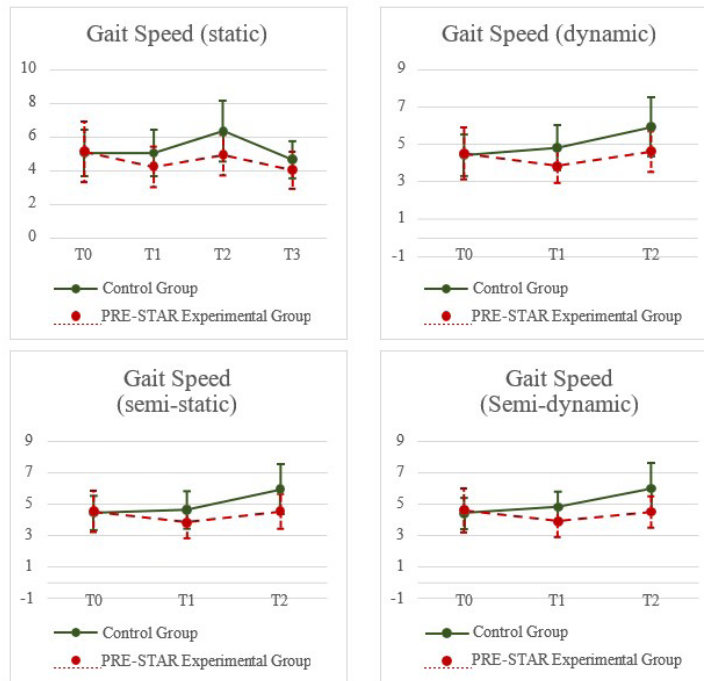 Gait Speed (static)
10
8
6
4
2
0
T0 T1 T2 T3
Control Group
PRE-STAR Experimental Group
Gait Speed (dynamic)
9
7
5
3
1
-1
T0 T1 T2
Control Group
PRE-STAR Experimental Group
Gait Speed
(semi-static)
9
7
5
3
1
-1
T0 T1 T2
Control Group
PRE-STAR Experimental Group
Gait Speed
(Semi-dynamic)
9
7
5
3
1
-1
T0 T1 T2
Control Group
PRE-STAR Experimental Group